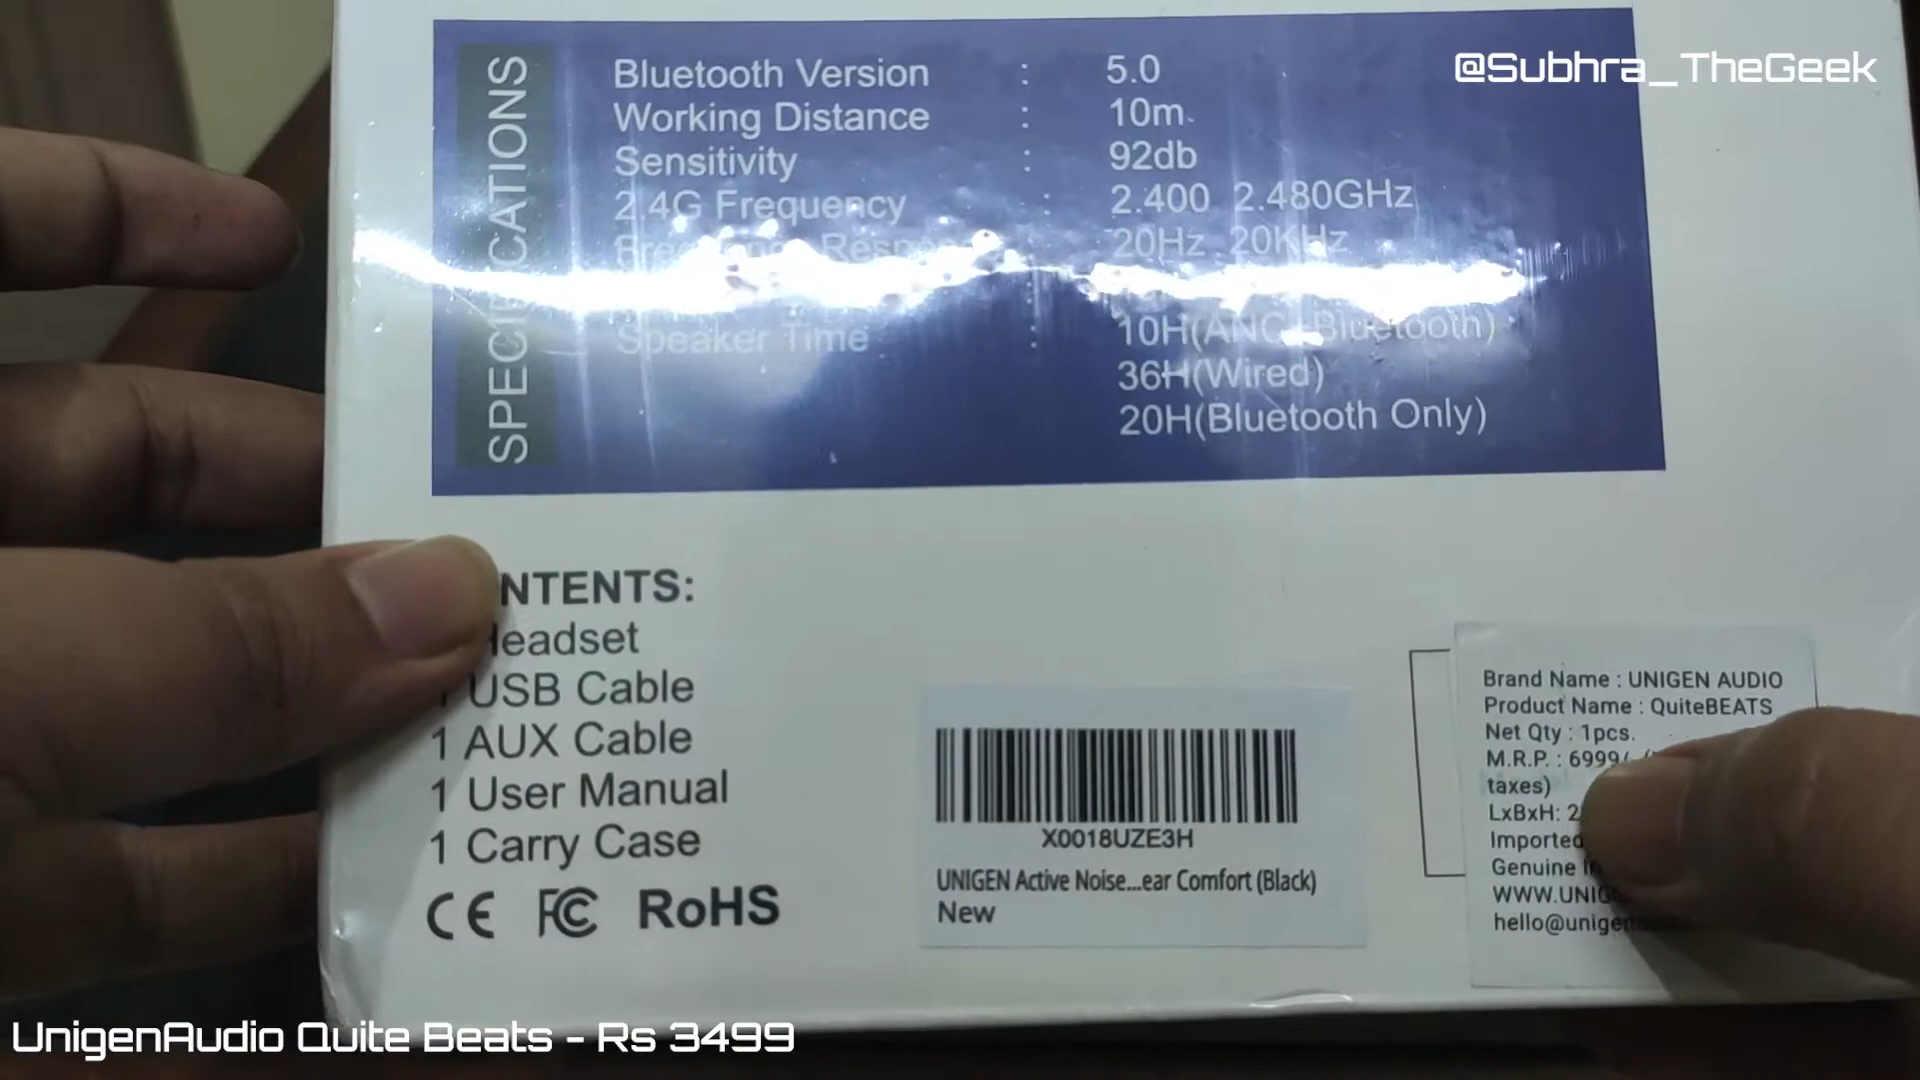 @Subhra_TheGeek
SPECIFICATIONS
Bluetooth Version : 5.0
Working Distance : 10m
Sensitivity : 92db
2.4G Frequency : 2.400 2.480GHz
20Hz 20KHz
Speaker Time : 10H(ANC Bluetooth)
36H(Wired)
20H(Bluetooth Only)
NTENTS:
Headset
1 USB Cable
1 AUX Cable
1 User Manual
1 Carry Case
CE FC RoHS
X0018UZE3H
UNIGEN Active Noise...ear Comfort (Black)
New
Brand Name : UNIGEN AUDIO
Product Name : QuiteBEATS
Net Qty : 1pcs.
M.R.P. : 6999/-
taxes)
LxBxH: 2
Imported
Genuine
WWW.UNIG
hello@unigen
UnigenAudio Quite Beats - Rs 3499